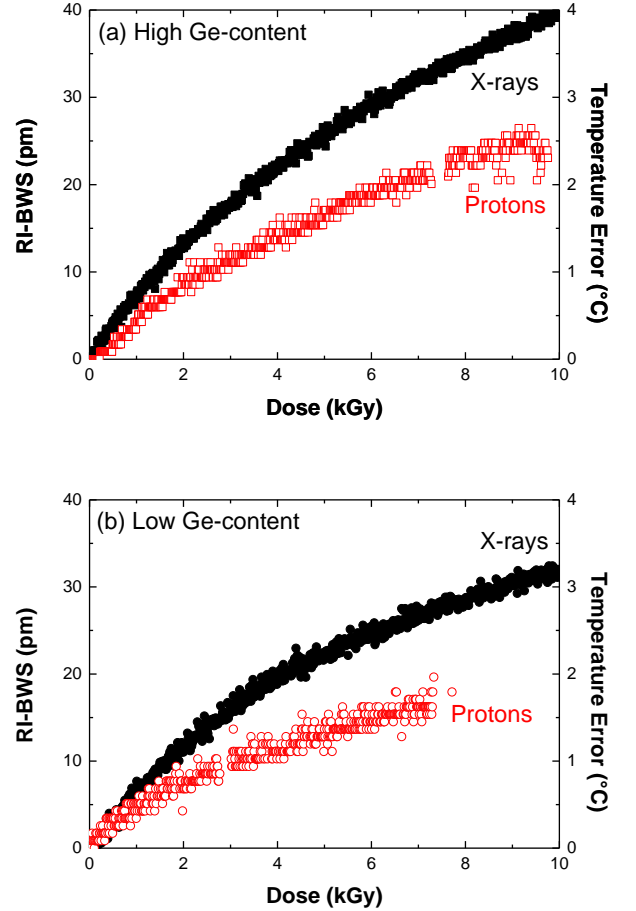 (a) High Ge-content
X-rays
Protons
40
30
20
10
0
RI-BWS (pm)
4
3
2
1
0
Temperature Error (°C)
0 2 4 6 8 10
Dose (kGy)
(b) Low Ge-content
X-rays
Protons
40
30
20
10
0
RI-BWS (pm)
4
3
2
1
0
Temperature Error (°C)
0 2 4 6 8 10
Dose (kGy)